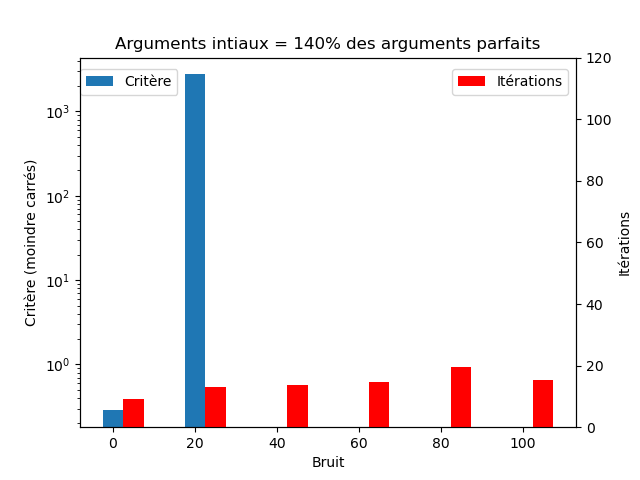 Arguments intiaux = 140% des arguments parfaits
Critère
Itérations
10³
10²
10¹
10⁰
Critère (moindre carrés)
120
100
80
60
40
20
0
Itérations
0 20 40 60 80 100
Bruit